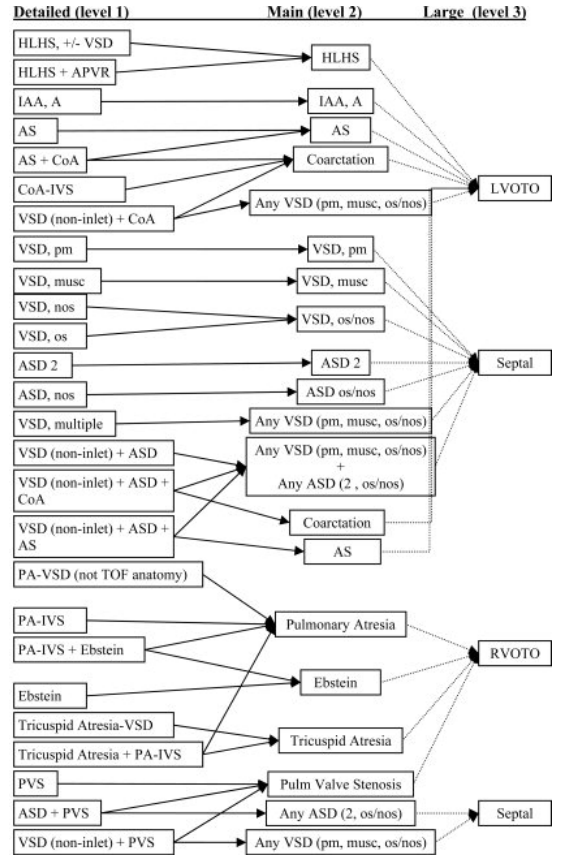 Detailed (level 1) Main (level 2) Large (level 3)
HLHS, +/- VSD
HLHS + APVR
HLHS
IAA, A
IAA, A
AS
AS
AS + CoA
Coarctation
CoA-IVS
LVOTO
VSD (non-inlet) + CoA
Any VSD (pm, musc, os/nos)
VSD, pm
VSD, pm
VSD, musc
VSD, musc
VSD, nos
VSD, os/nos
VSD, os
ASD 2
ASD 2
Septal
ASD, nos
ASD os/nos
VSD, multiple
Any VSD (pm, musc, os/nos)
VSD (non-inlet) + ASD
Any VSD (pm, musc, os/nos)
+
Any ASD (2 , os/nos)
VSD (non-inlet) + ASD +
CoA
Coarctation
VSD (non-inlet) + ASD +
AS
AS
PA-VSD (not TOF anatomy)
PA-IVS
Pulmonary Atresia
PA-IVS + Ebstein
RVOTO
Ebstein
Ebstein
Tricuspid Atresia-VSD
Tricuspid Atresia
Tricuspid Atresia + PA-IVS
PVS
Pulm Valve Stenosis
ASD + PVS
Any ASD (2, os/nos)
Septal
VSD (non-inlet) + PVS
Any VSD (pm, musc, os/nos)